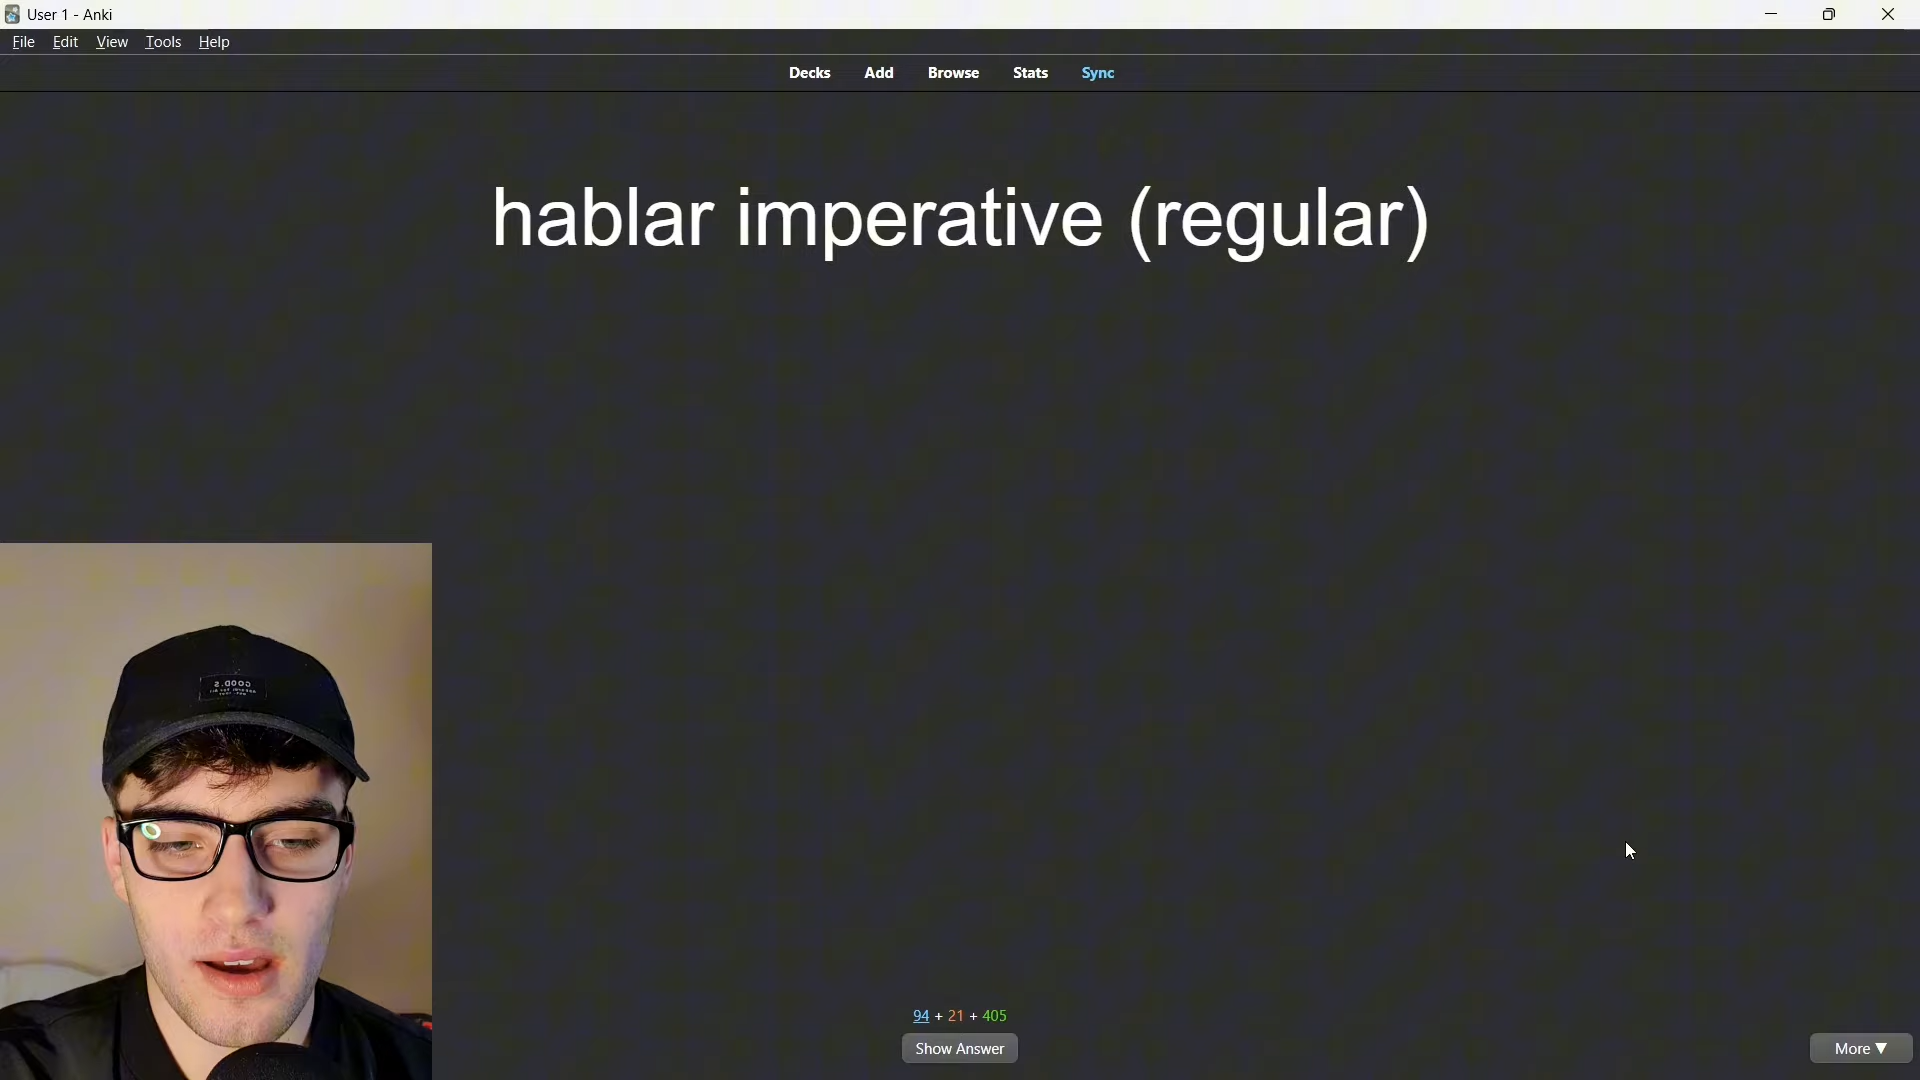 User 1 - Anki
File Edit View Tools Help
Decks Add Browse Stats Sync
hablar imperative (regular)
GOOD.S
94 + 21 + 405
Show Answer
More ▼